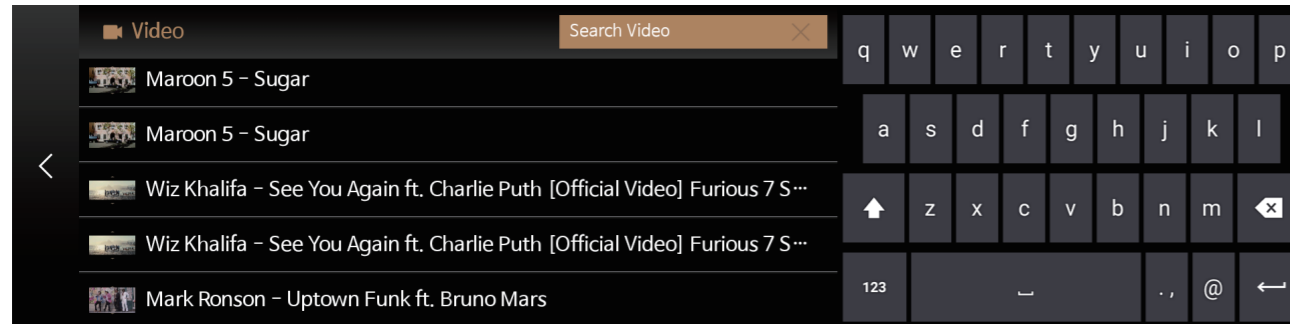 Video
Search Video
Maroon 5 – Sugar
Maroon 5 – Sugar
Wiz Khalifa – See You Again ft. Charlie Puth [Official Video] Furious 7 S…
Wiz Khalifa – See You Again ft. Charlie Puth [Official Video] Furious 7 S…
Mark Ronson – Uptown Funk ft. Bruno Mars
q w e r t y u i o p
a s d f g h j k l
z x c v b n m
123 . , @